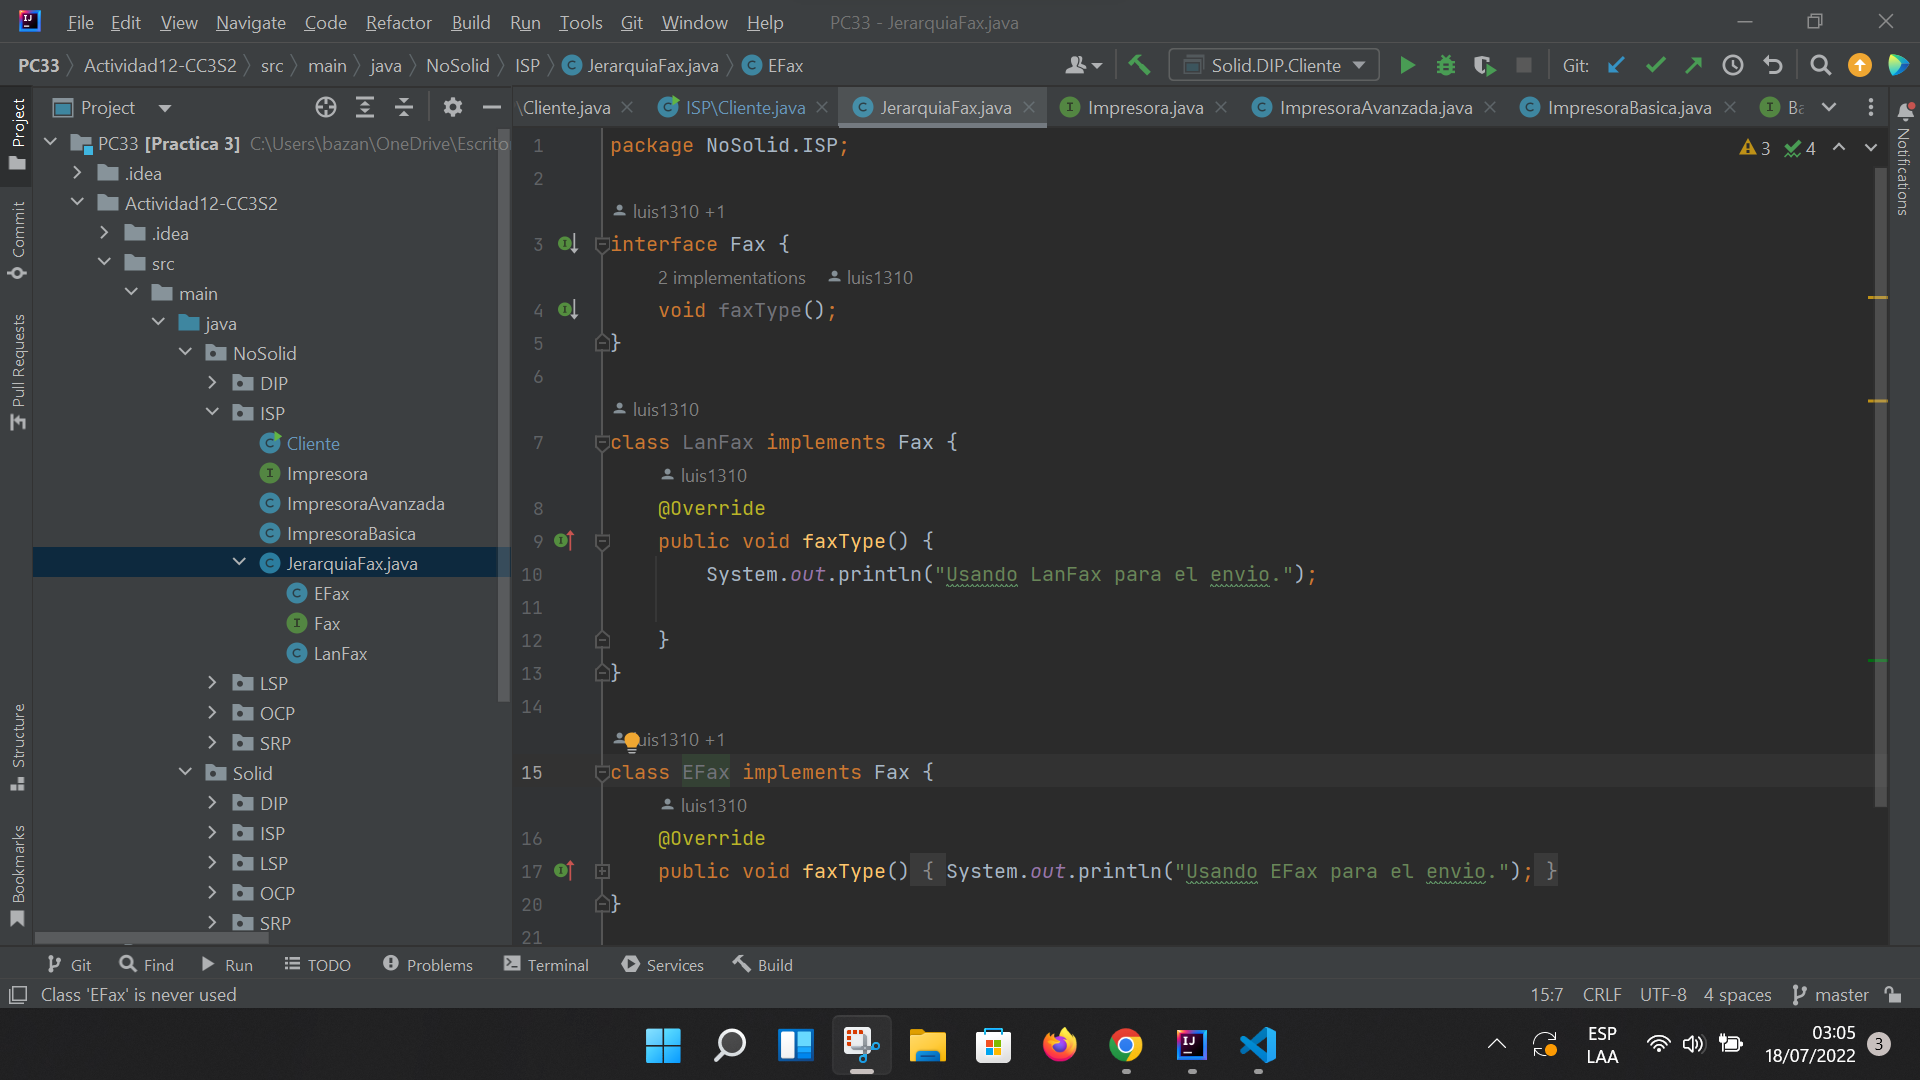 File Edit View Navigate Code Refactor Build Run Tools Git Window Help PC33 - JerarquiaFax.java
PC33 Actividad12-CC3S2 src main java NoSolid ISP JerarquiaFax.java EFax Solid.DIP.Cliente Git:
Project
\Cliente.java ISP\Cliente.java JerarquiaFax.java Impresora.java ImpresoraAvanzada.java ImpresoraBasica.java Ba
Project
Commit
Pull Requests
Structure
Bookmarks
Notifications
PC33 [Practica 3] C:\Users\bazan\OneDrive\Escrito
.idea
Actividad12-CC3S2
.idea
src
main
java
NoSolid
DIP
ISP
Cliente
Impresora
ImpresoraAvanzada
ImpresoraBasica
JerarquiaFax.java
EFax
Fax
LanFax
LSP
OCP
SRP
Solid
DIP
ISP
LSP
OCP
SRP
3 4
1 package NoSolid.ISP;
2
luis1310 +1
3 interface Fax {
2 implementations luis1310
4 void faxType();
5 }
6
luis1310
7 class LanFax implements Fax {
luis1310
8 @Override
9 public void faxType() {
10 System.out.println("Usando LanFax para el envio.");
11
12 }
13 }
14
luis1310 +1
15 class EFax implements Fax {
luis1310
16 @Override
17 public void faxType() { System.out.println("Usando EFax para el envio."); }
20 }
21
Git Find Run TODO Problems Terminal Services Build
Class 'EFax' is never used 15:7 CRLF UTF-8 4 spaces master
ESP
LAA
03:05
18/07/2022
3